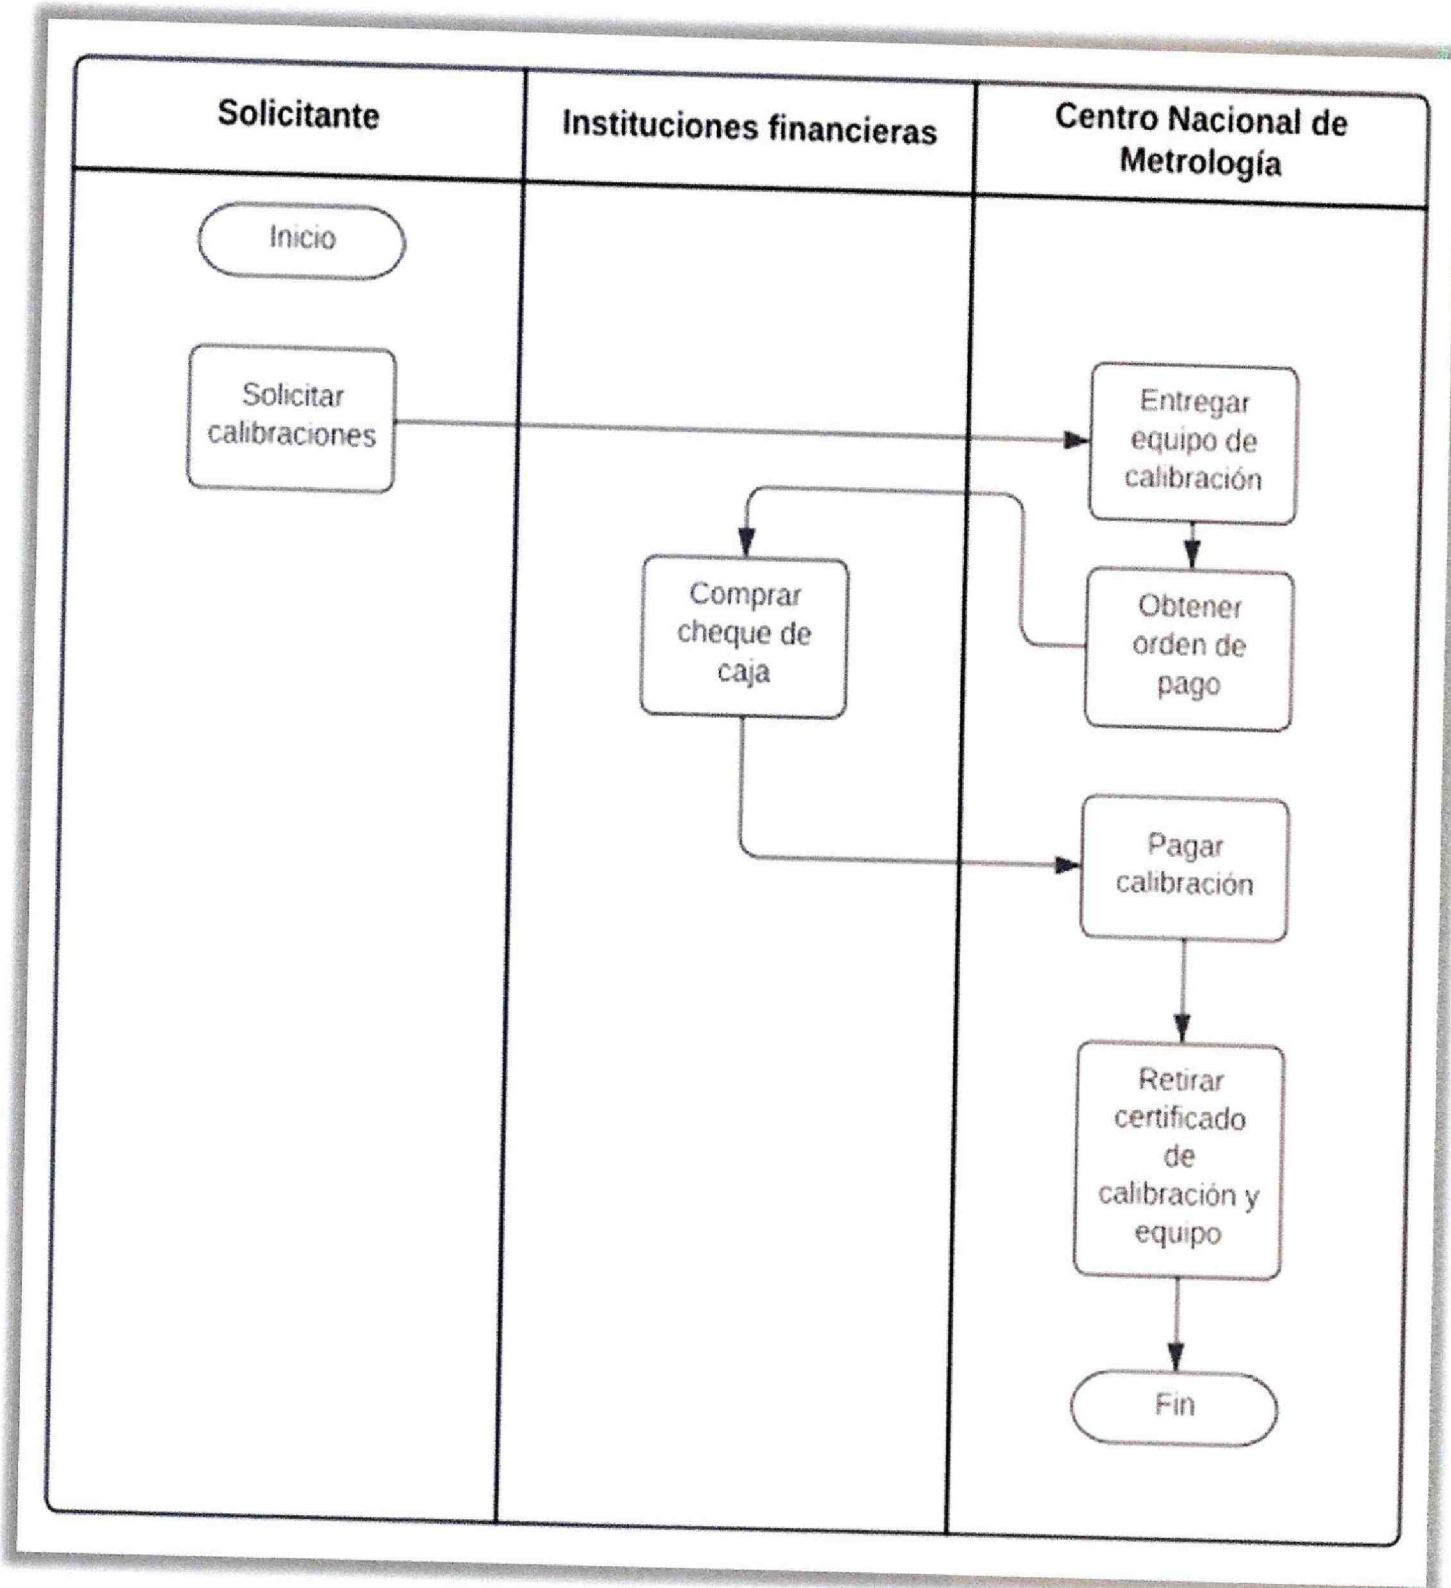 Solicitante
Instituciones financieras
Centro Nacional de
Metrología
Inicio
Solicitar
calibraciones
Entregar
equipo de
calibración
Obtener
orden de
pago
Comprar
cheque de
caja
Pagar
calibración
Retirar
certificado
de
calibración y
equipo
Fin